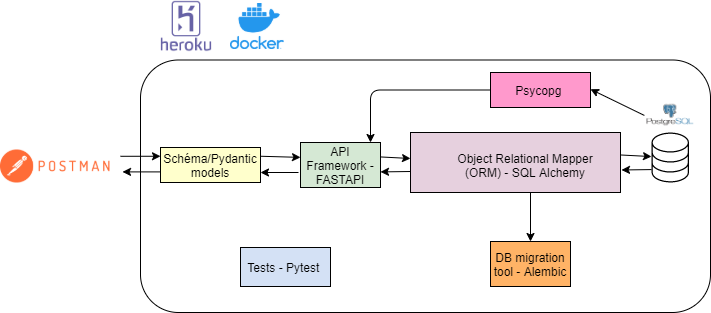 heroku
docker
Psycopg
PostgreSQL
POSTMAN
Schéma/Pydantic
models
API
Framework -
FASTAPI
Object Relational Mapper
(ORM) - SQL Alchemy
Tests - Pytest
DB migration
tool - Alembic